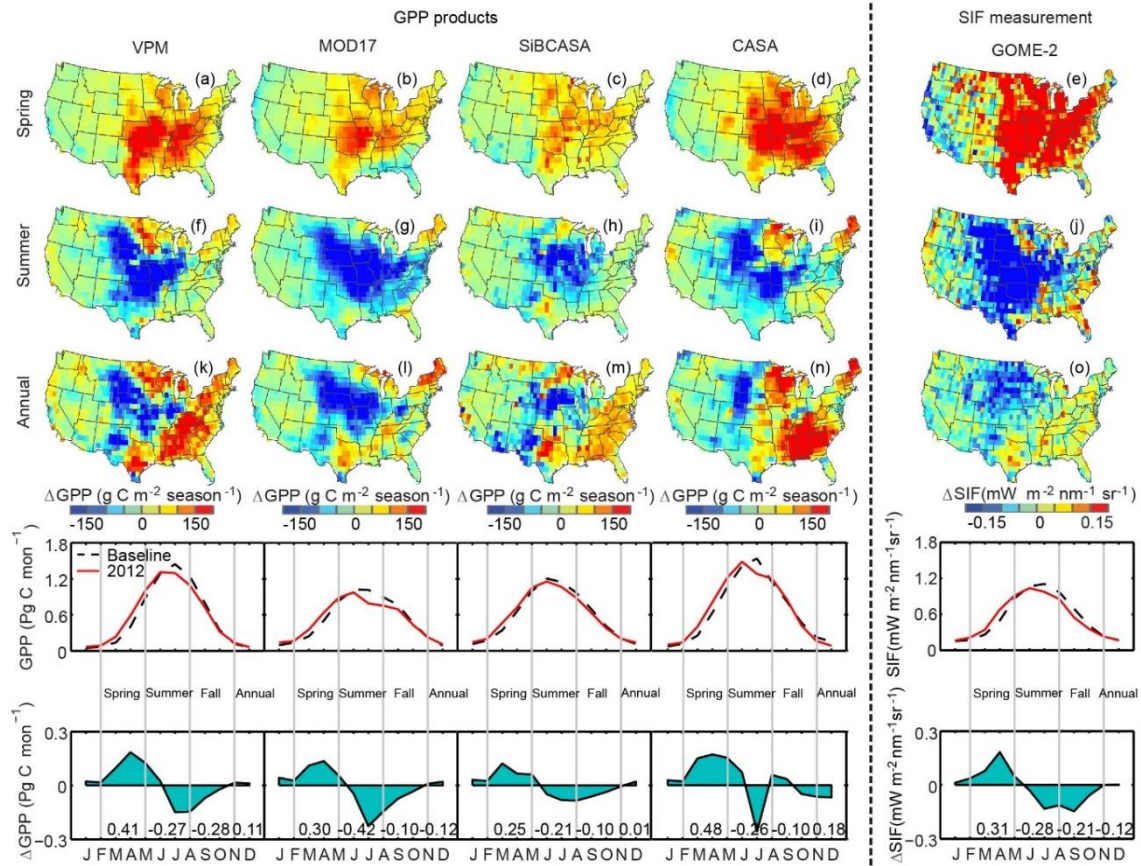 GPP products
SIF measurement
VPM
MOD17
SiBCASA
CASA
GOME-2
Spring
(a)
(b)
(c)
(d)
(e)
Summer
(f)
(g)
(h)
(i)
(j)
Annual
(k)
(l)
(m)
(n)
(o)
ΔGPP (g C m⁻² season⁻¹)
ΔGPP (g C m⁻² season⁻¹)
ΔGPP (g C m⁻² season⁻¹)
ΔGPP (g C m⁻² season⁻¹)
ΔSIF(mW m⁻² nm⁻¹ sr⁻¹)
-150 0 150
-150 0 150
-150 0 150
-150 0 150
-0.15 0 0.15
GPP (Pg C mon⁻¹)
1.8
1.2
0.6
0
Baseline
2012
SIF(mW m⁻² nm⁻¹sr⁻¹)
1.8
1.2
0.6
0
Spring Summer Fall Annual
Spring Summer Fall Annual
Spring Summer Fall Annual
Spring Summer Fall Annual
Spring Summer Fall Annual
ΔGPP (Pg C mon⁻¹)
0.3
0
-0.3
0.41 -0.27 -0.28 0.11
0.30 -0.42 -0.10 -0.12
0.25 -0.21 -0.10 0.01
0.48 -0.26 -0.10 0.18
ΔSIF(mW m⁻² nm⁻¹sr⁻¹)
0.3
0
-0.3
0.31 -0.28 -0.21 -0.12
J F M A M J J A S O N D
J F M A M J J A S O N D
J F M A M J J A S O N D
J F M A M J J A S O N D
J F M A M J J A S O N D